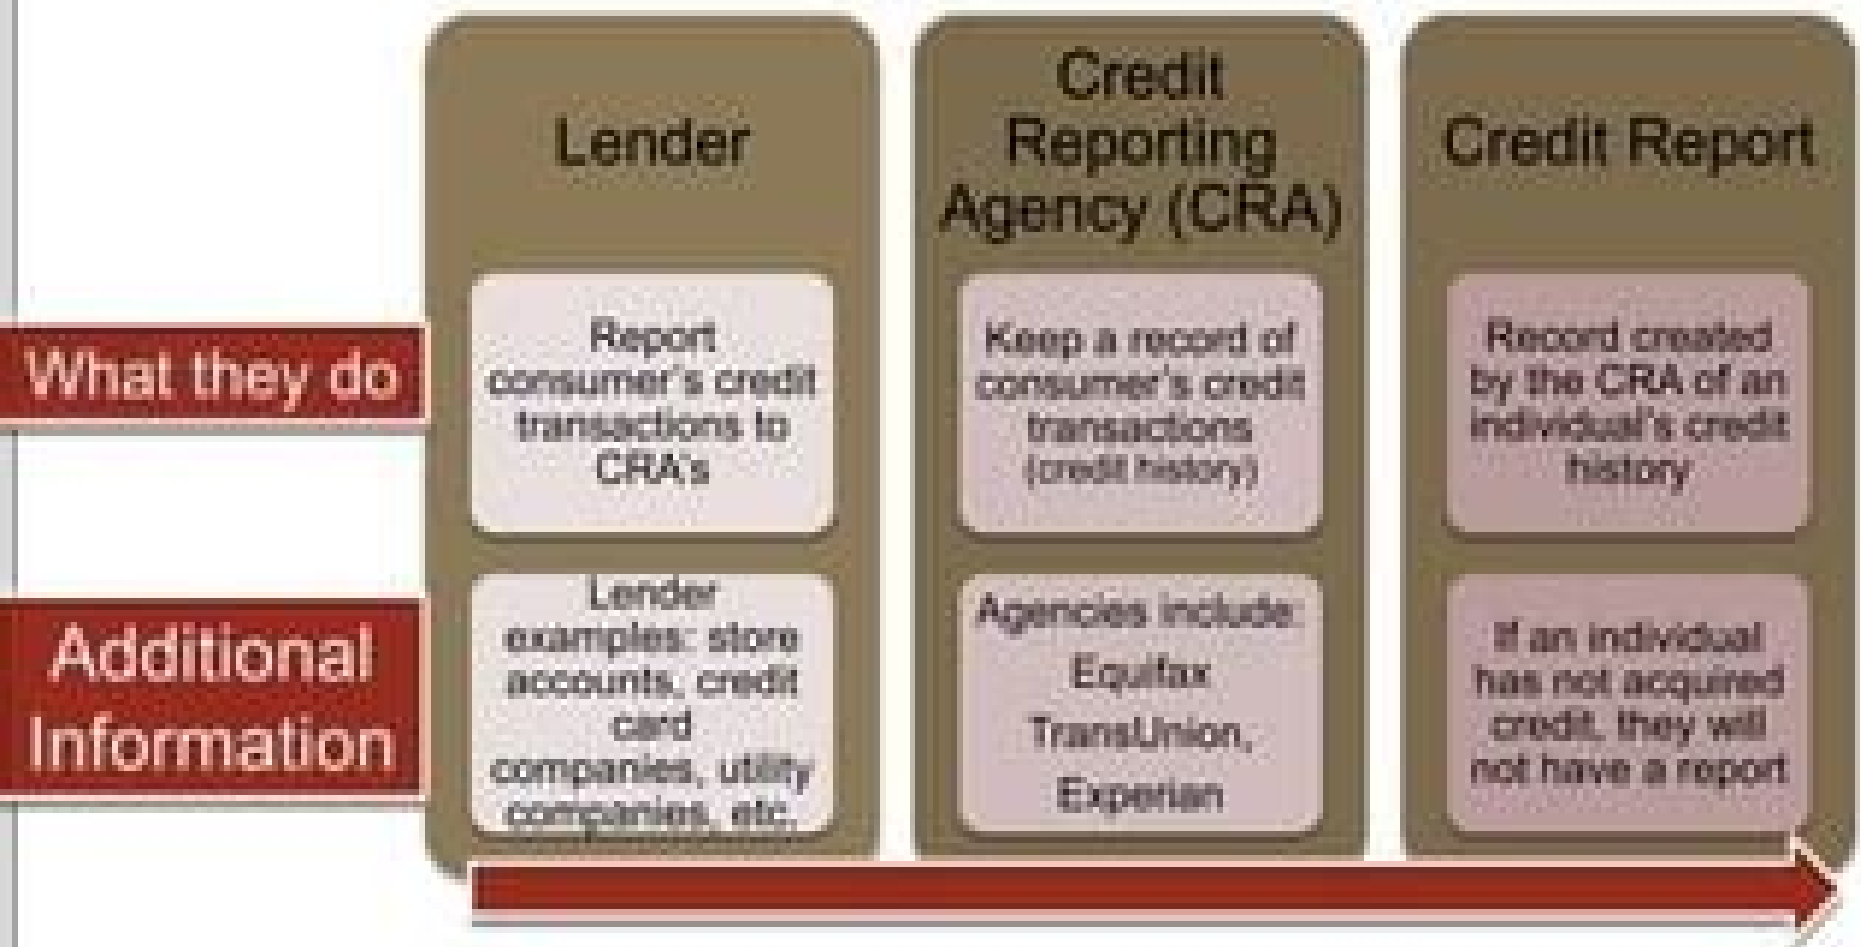 Lender
Credit
Reporting
Agency (CRA)
Credit Report
What they do
Report
consumer's credit
transactions to
CRA's
Keep a record of
consumer's credit
transactions
(credit history)
Record created
by the CRA of an
individual's credit
history
Additional
Information
Lender
examples: store
accounts, credit
card
companies, utility
companies, etc.
Agencies include
Equifax
TransUnion,
Experian
If an individual
has not acquired
credit, they will
not have a report